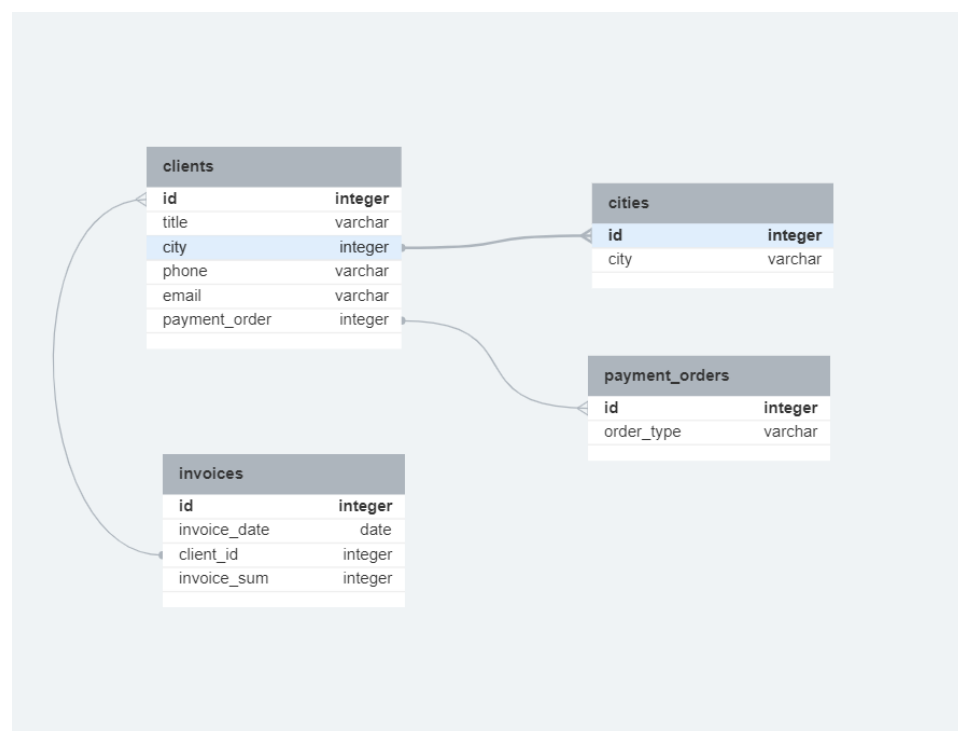 clients
id integer
title varchar
city integer
phone varchar
email varchar
payment_order integer
cities
id integer
city varchar
payment_orders
id integer
order_type varchar
invoices
id integer
invoice_date date
client_id integer
invoice_sum integer